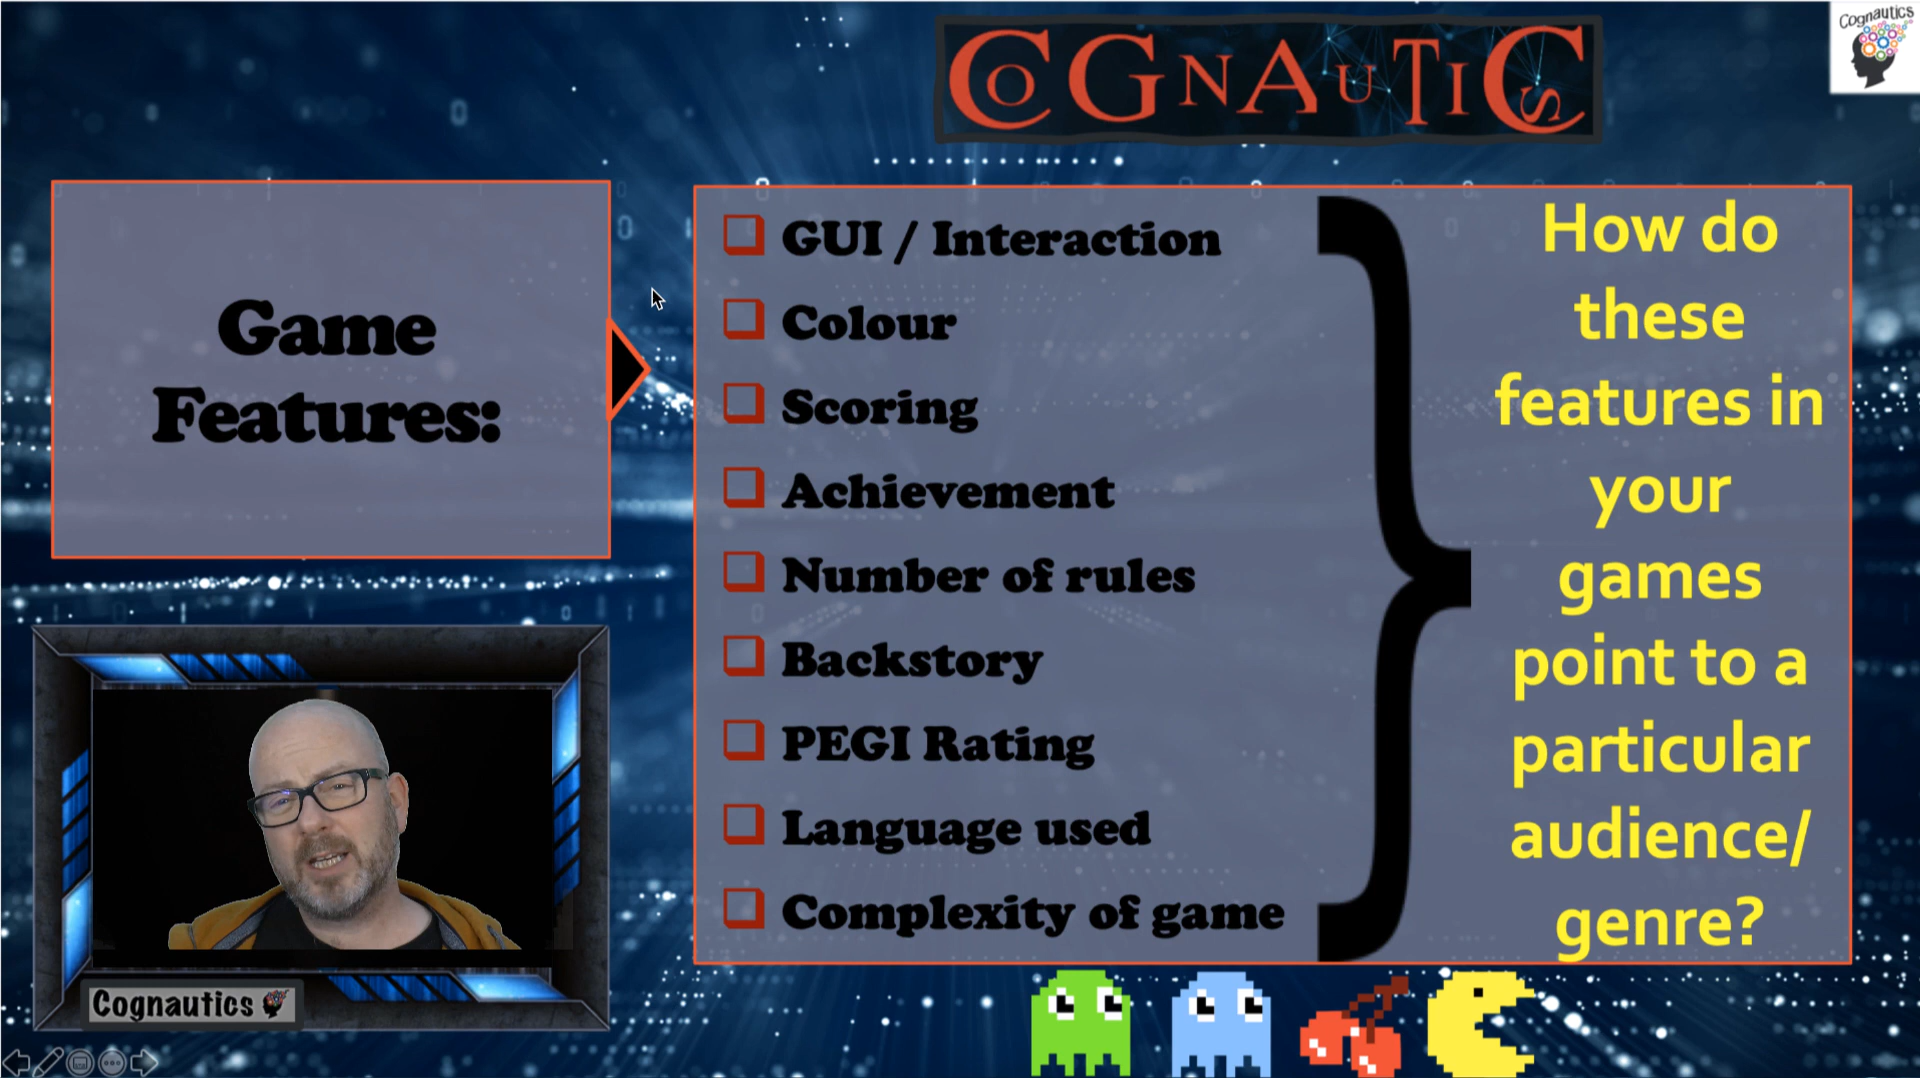 COGNAUTICS
Cognautics
Game
Features:
GUI / Interaction
Colour
Scoring
Achievement
Number of rules
Backstory
PEGI Rating
Language used
Complexity of game
How do
these
features in
your
games
point to a
particular
audience/
genre?
Cognautics